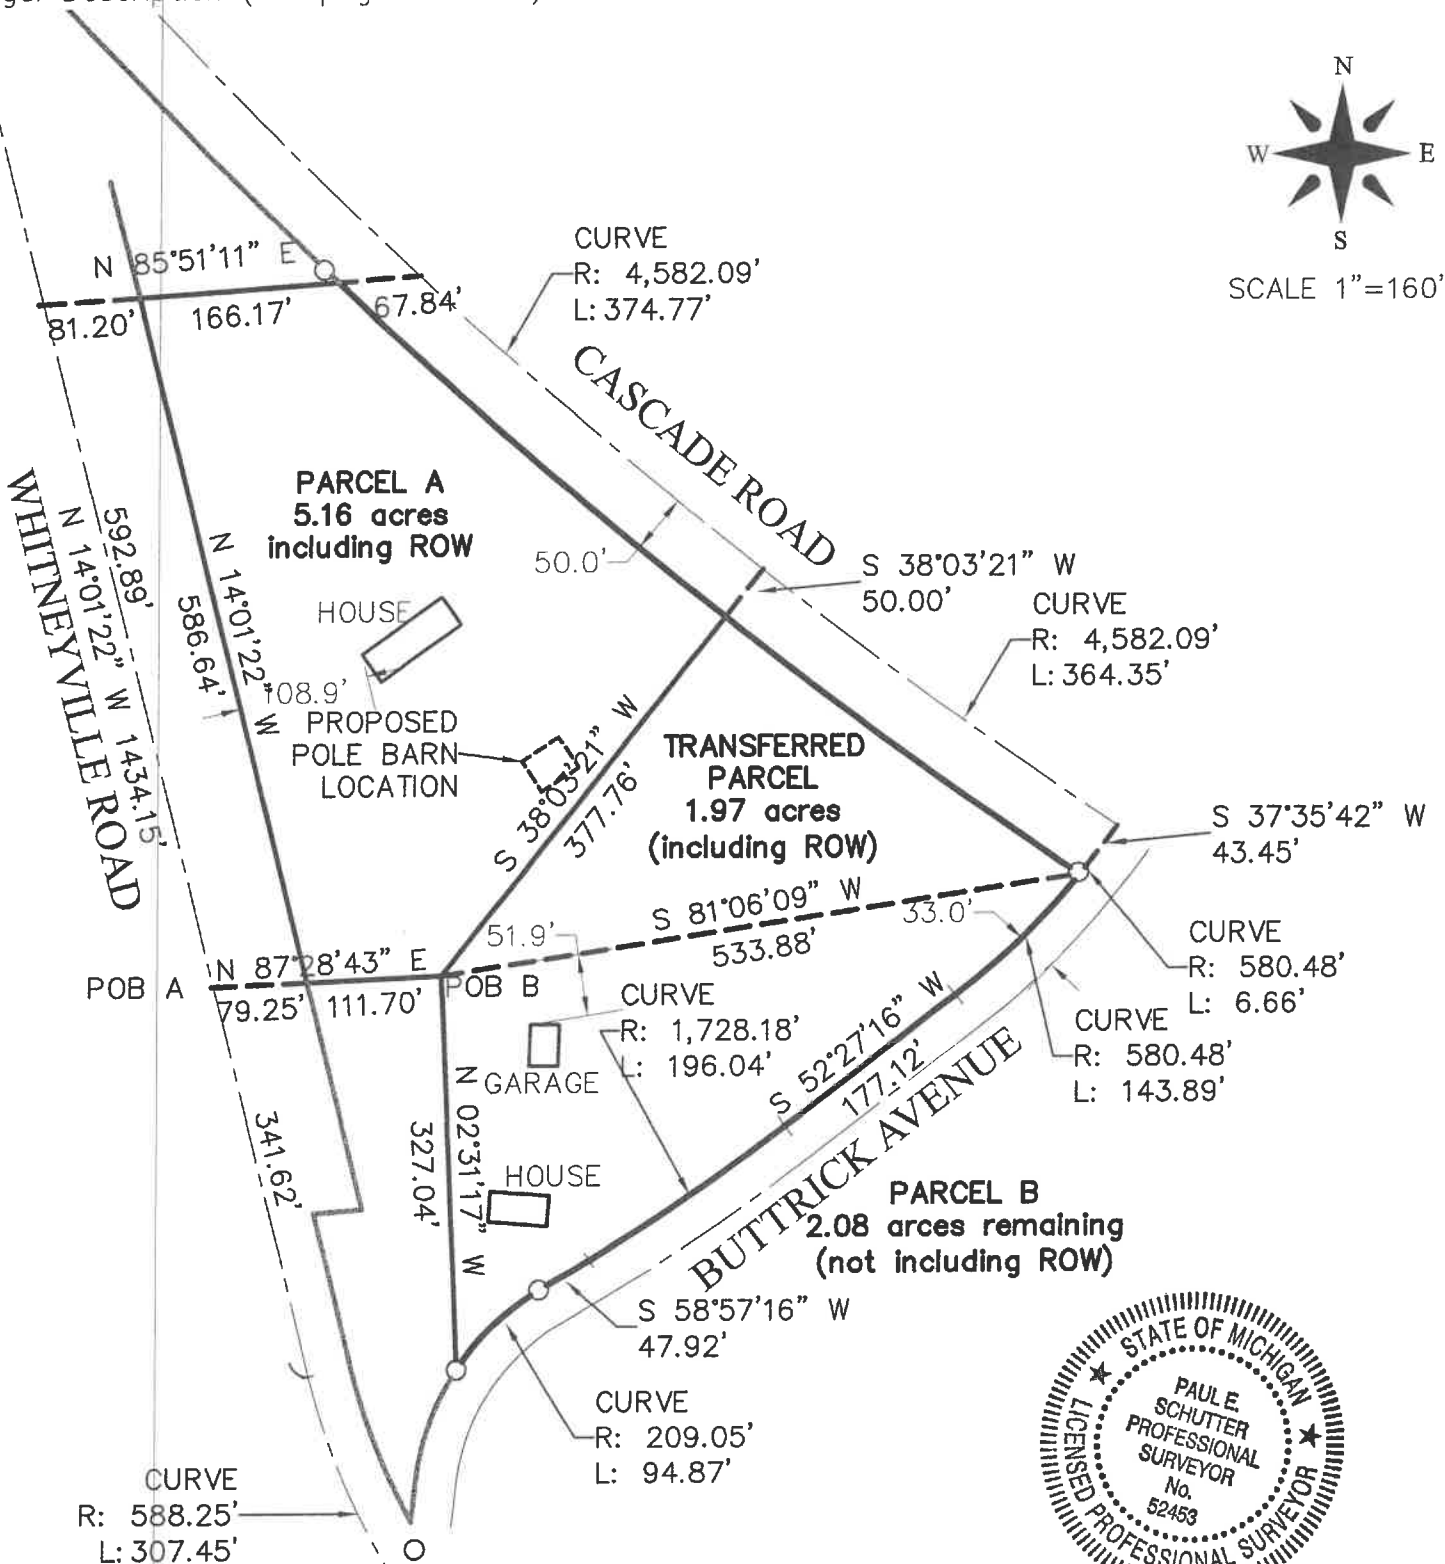 N
W
E
S
SCALE 1"=160'
CURVE
R: 4,582.09'
L: 374.77'
N 85°51'11" E
81.20'
166.17'
67.84'
CASCADE ROAD
PARCEL A
5.16 acres
including ROW
50.0'
S 38°03'21" W
50.00'
CURVE
R: 4,582.09'
L: 364.35'
WHITNEYVILLE ROAD
592.89'
N 14°01'22" W 1434.15'
N 14°01'22" W
586.64'
HOUSE
108.9'
PROPOSED
POLE BARN
LOCATION
S 38°03'21" W
377.76'
TRANSFERRED
PARCEL
1.97 acres
(including ROW)
S 37°35'42" W
43.45'
S 81°06'09" W
533.88'
33.0'
51.9'
POB A
N 87°28'43" E
79.25'
111.70'
POB B
CURVE
R: 580.48'
L: 6.66'
CURVE
R: 1,728.18'
L: 196.04'
CURVE
R: 580.48'
L: 143.89'
S 52°27'16" W
177.12'
GARAGE
BUTTRICK AVENUE
341.62'
N 02°31'17" W
327.04'
HOUSE
PARCEL B
2.08 arces remaining
(not including ROW)
S 58°57'16" W
47.92'
CURVE
R: 209.05'
L: 94.87'
CURVE
R: 588.25'
L: 307.45'
STATE OF MICHIGAN
PAUL E.
SCHUTTER
PROFESSIONAL
SURVEYOR
No.
52453
LICENSED PROFESSIONAL SURVEYOR